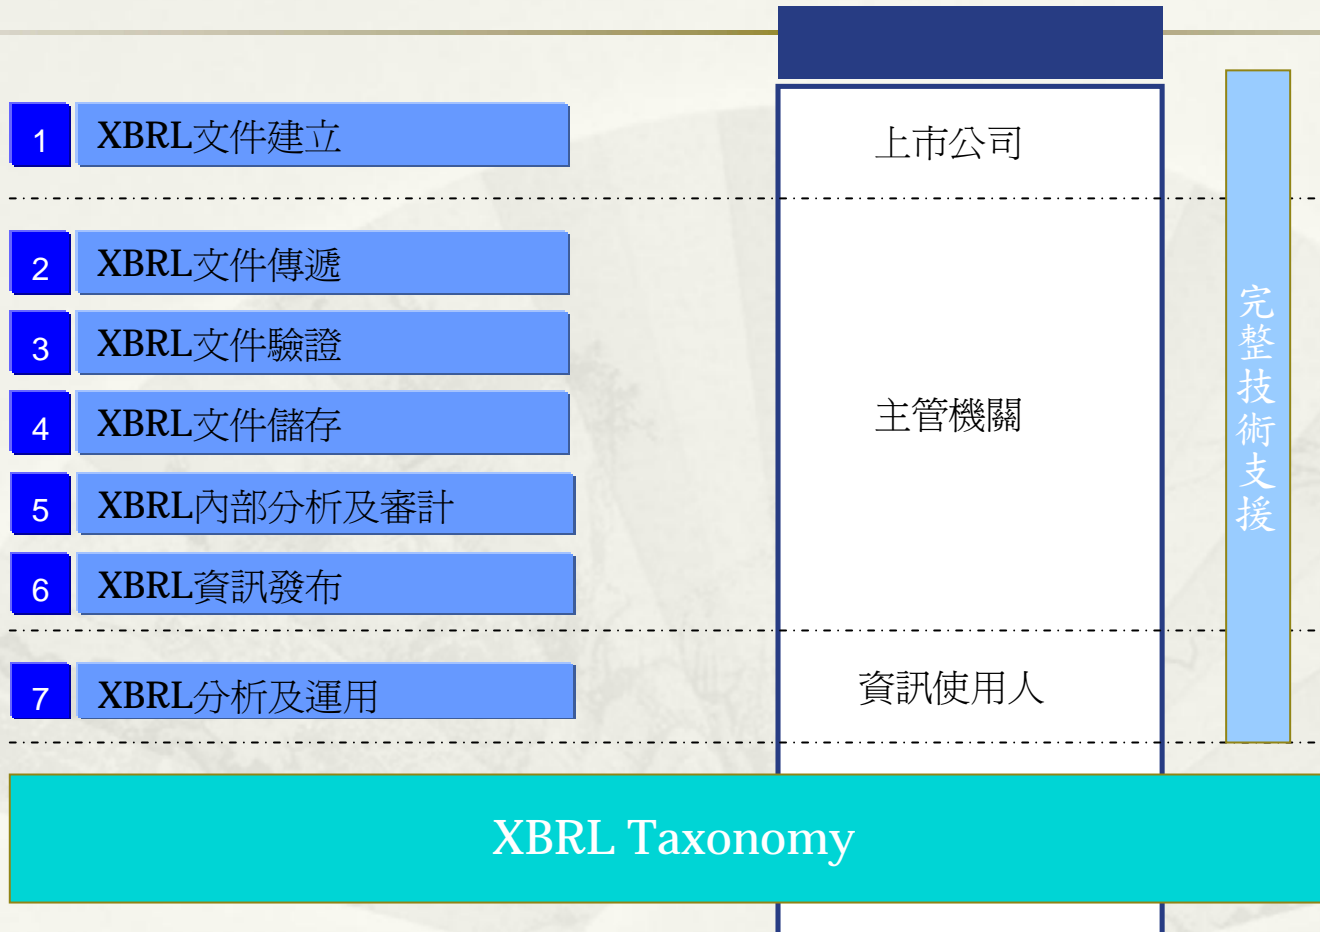 1 XBRL文件建立 上市公司
2 XBRL文件傳遞
3 XBRL文件驗證
4 XBRL文件儲存 主管機關
5 XBRL內部分析及審計
6 XBRL資訊發布
7 XBRL分析及運用 資訊使用人
完整技術支援
XBRL Taxonomy